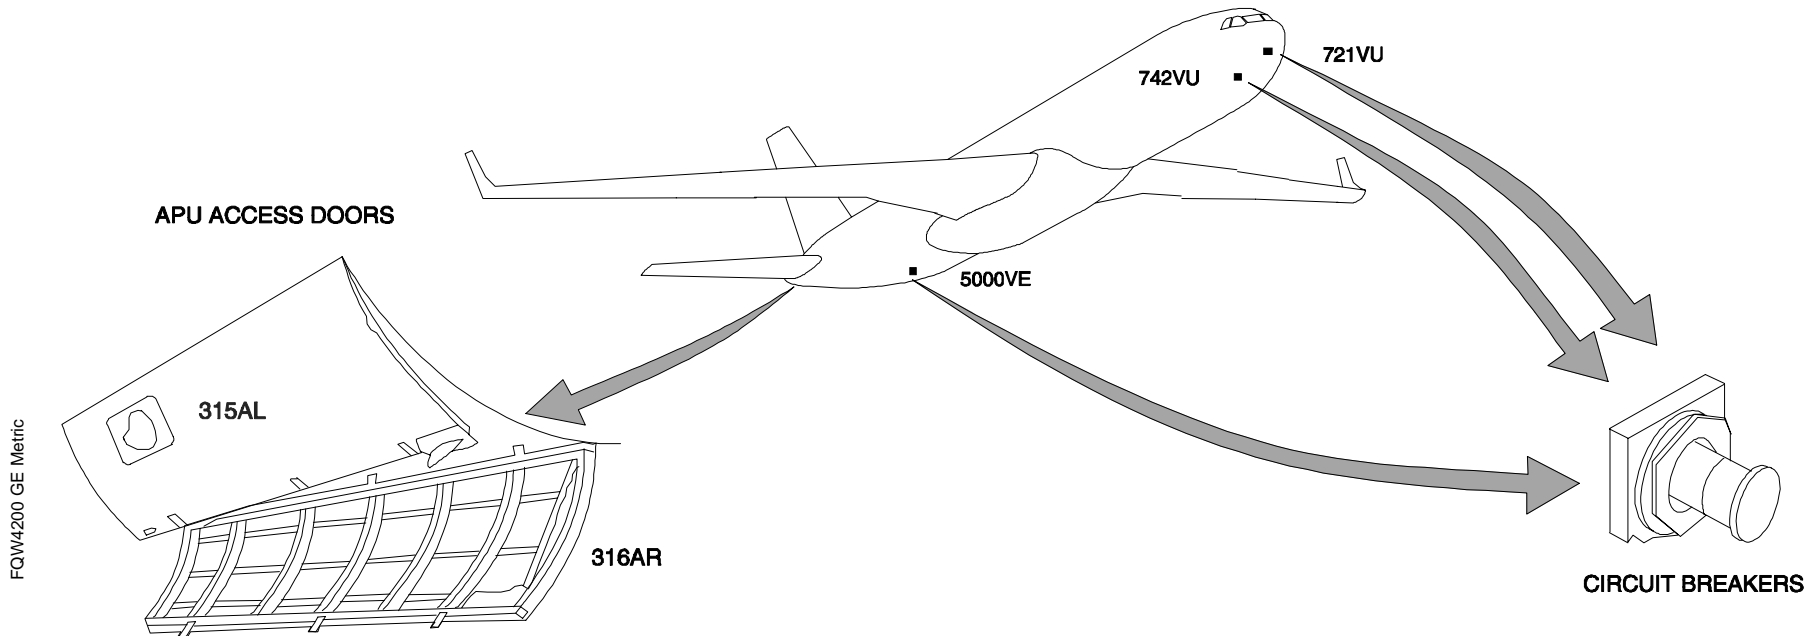 721VU
742VU
APU ACCESS DOORS
5000VE
315AL
316AR
CIRCUIT BREAKERS
FQW4200 GE Metric